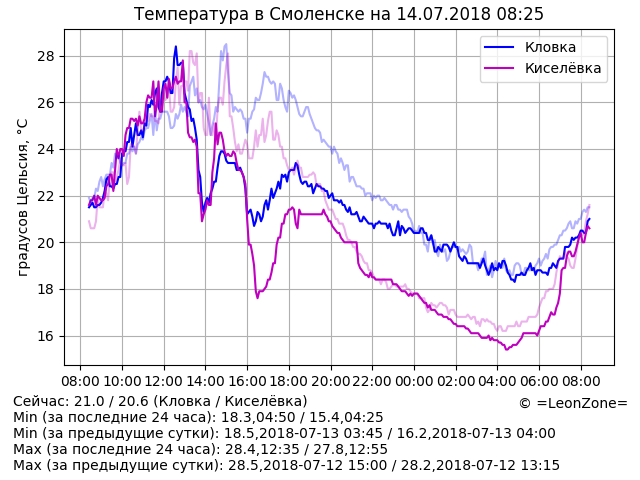 Температура в Смоленске на 14.07.2018 08:25
Кловка
Киселёвка
градусов Цельсия, °C
28
26
24
22
20
18
16
08:00 10:00 12:00 14:00 16:00 18:00 20:00 22:00 00:00 02:00 04:00 06:00 08:00
Сейчас: 21.0 / 20.6 (Кловка / Киселёвка)
© =LeonZone=
Min (за последние 24 часа): 18.3,04:50 / 15.4,04:25
Min (за предыдущие сутки): 18.5,2018-07-13 03:45 / 16.2,2018-07-13 04:00
Max (за последние 24 часа): 28.4,12:35 / 27.8,12:55
Max (за предыдущие сутки): 28.5,2018-07-12 15:00 / 28.2,2018-07-12 13:15